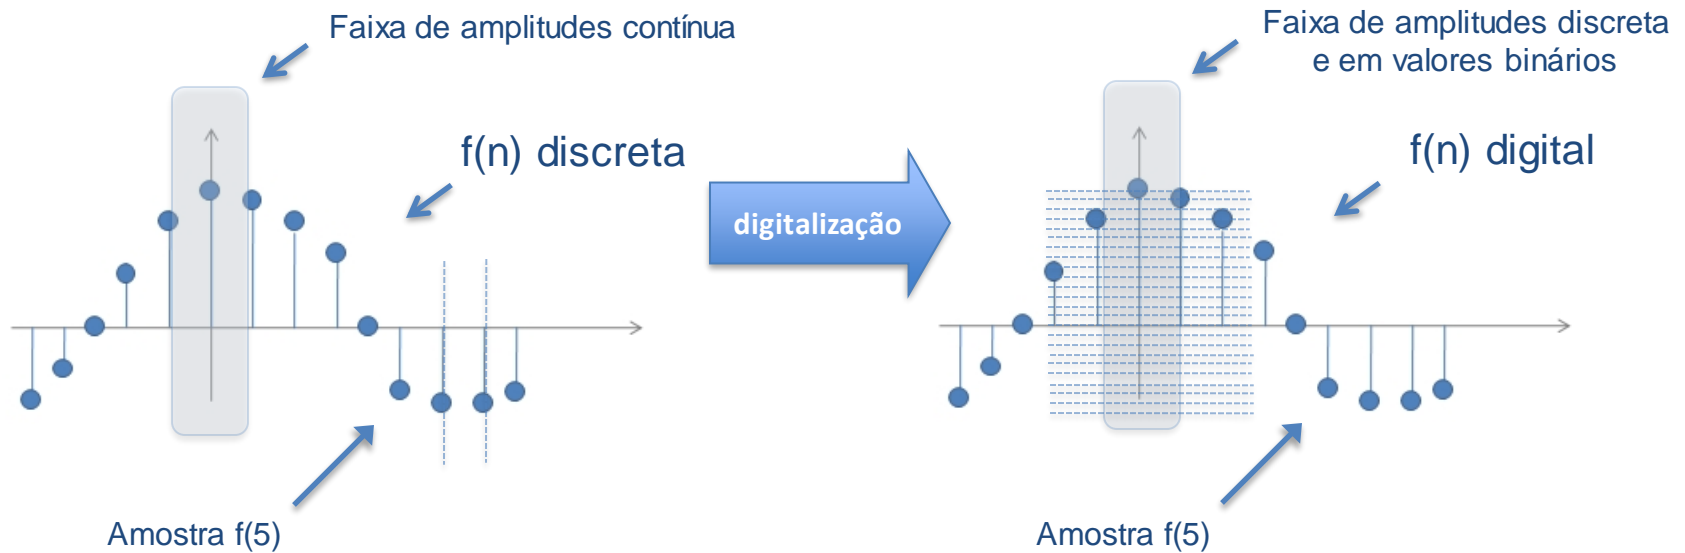 Faixa de amplitudes contínua
f(n) discreta
Amostra f(5)
digitalização
Faixa de amplitudes discreta
e em valores binários
f(n) digital
Amostra f(5)